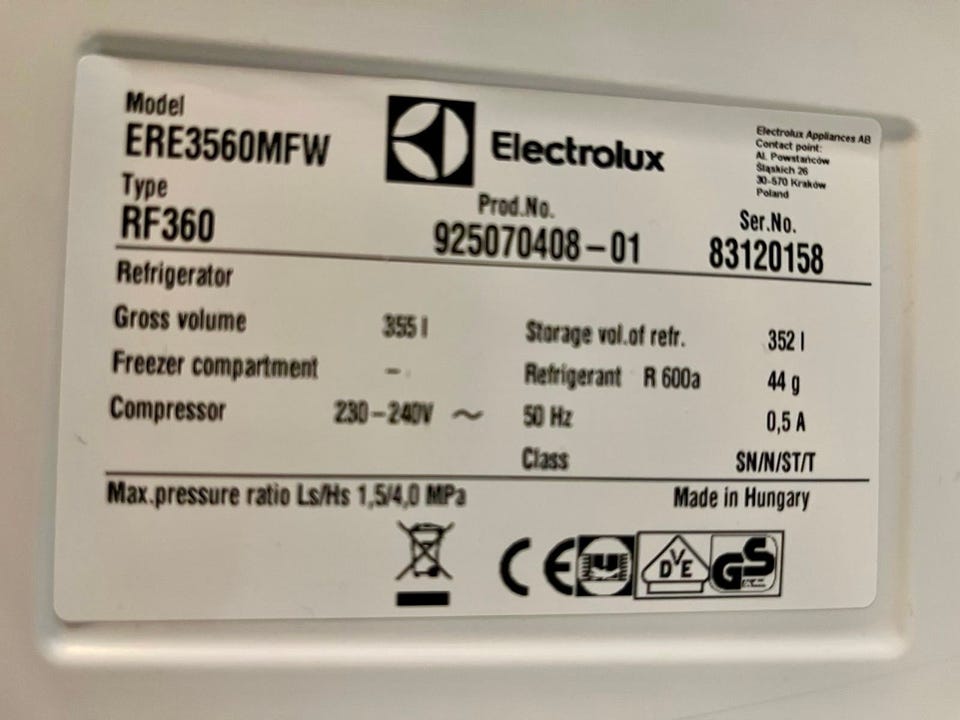 Model
ERE3560MFW
Type
RF360
Electrolux
Prod.No.
925070408-01
Electrolux Appliances AB
Contact point:
Al. Powstańców
Śląskich 26
30-570 Kraków
Poland
Ser.No.
83120158
Refrigerator
Gross volume 355 l Storage vol.of refr. 352 l
Freezer compartment - Refrigerant R 600a 44 g
Compressor 230-240V ~ 50 Hz 0,5 A
Class SN/N/ST/T
Max.pressure ratio Ls/Hs 1,5/4,0 MPa Made in Hungary
CE DVE GS